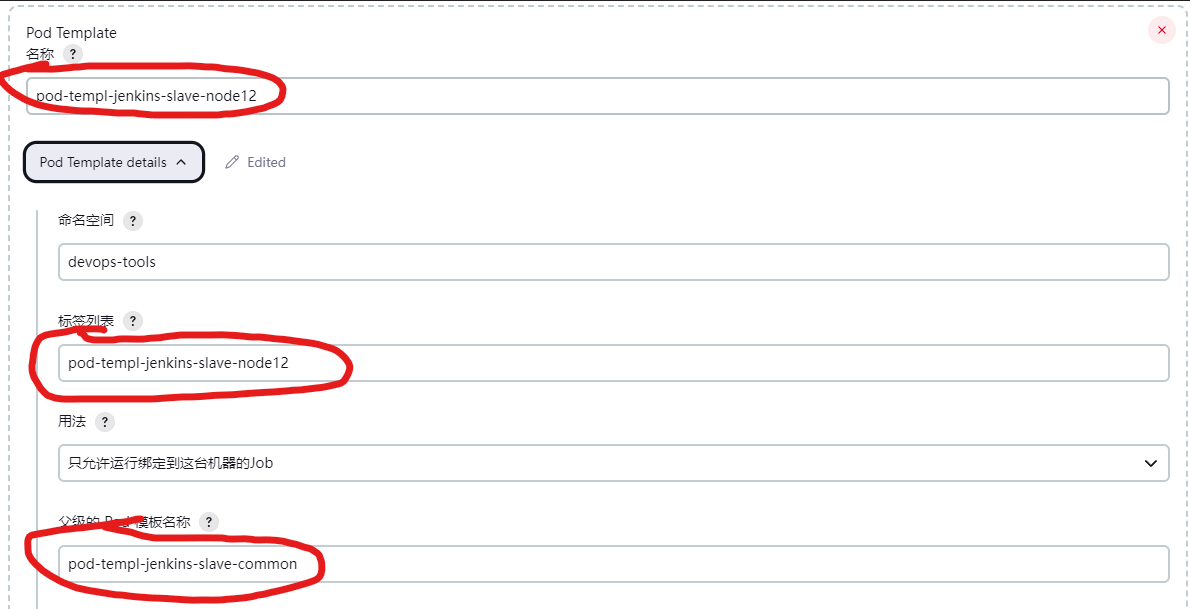 Pod Template
名称 ?
pod-templ-jenkins-slave-node12
Pod Template details Edited
命名空间 ?
devops-tools
标签列表 ?
pod-templ-jenkins-slave-node12
用法 ?
只允许运行绑定到这台机器的Job
父级的 Pod 模板名称 ?
pod-templ-jenkins-slave-common